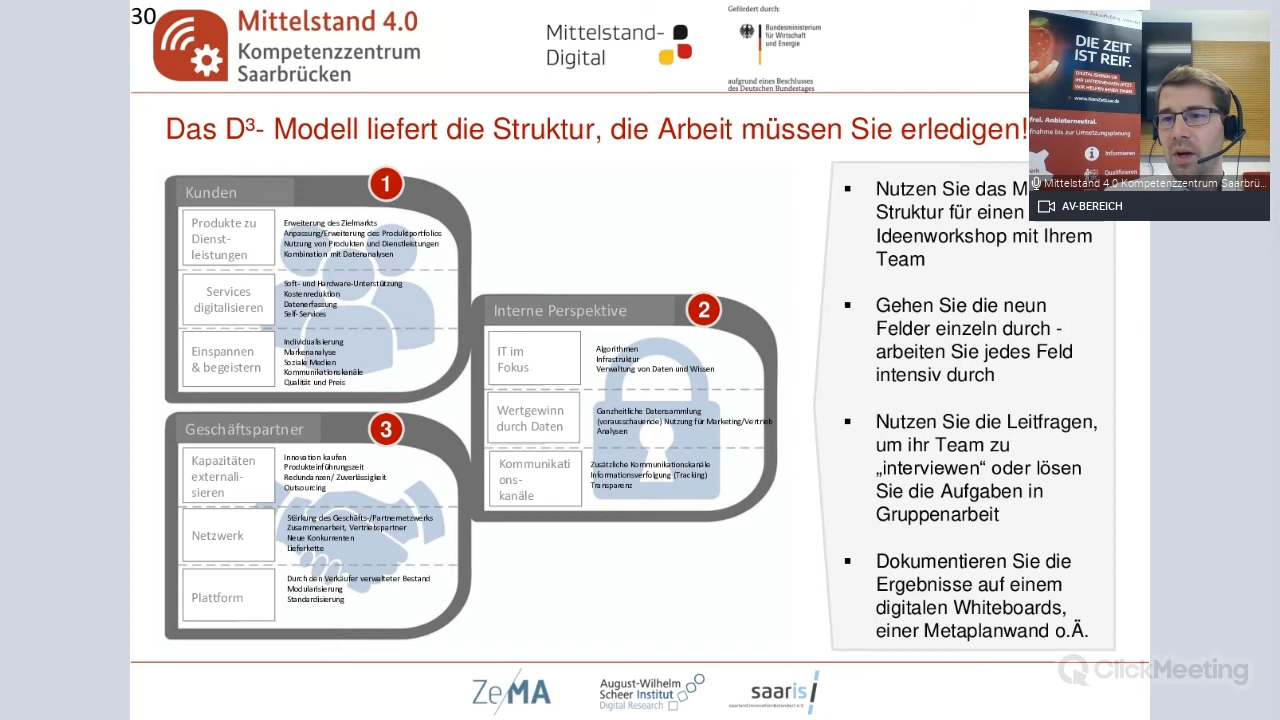 30
Mittelstand 4.0
Kompetenzzentrum
Saarbrücken
Mittelstand-
Digital
Gefördert durch:
Bundesministerium
für Wirtschaft
und Energie
aufgrund eines Beschlusses
des Deutschen Bundestages
DIE ZEIT
IST REIF.
DIGITALISIEREN SIE
IHR UNTERNEHMEN JETZT.
WIR HELFEN IHNEN DABEI.
frei. Anbieterneutral.
fnahme bis zur Umsetzungsplanung
Informieren
Qualifizieren
Mittelstand 4.0 Kompetenzzentrum Saarbrü...
AV-BEREICH
Das D³- Modell liefert die Struktur, die Arbeit müssen Sie erledigen!
Kunden
1
Produkte zu
Dienst-
leistungen
Erweiterung des Zielmarkts
Anpassung/Erweiterung des Produktportfolios
Nutzung von Produkten und Dienstleistungen
Kombination mit Datenanalysen
Services
digitalisieren
Soft- und Hardware-Unterstützung
Kostenreduktion
Datenerfassung
Self-Services
Einspannen
& begeistern
Individualisierung
Markenanalyse
Soziale Medien
Kommunikationskanäle
Qualität und Preis
Interne Perspektive
2
IT im
Fokus
Algorithmen
Infrastruktur
Verwaltung von Daten und Wissen
Wertgewinn
durch Daten
Ganzheitliche Datensammlung
(vorausschauende) Nutzung für Marketing/Vertrieb
Analysen
Kommunikati
ons-
kanäle
Zusätzliche Kommunikationskanäle
Informationsverfolgung (Tracking)
Transparenz
Geschäftspartner
3
Kapazitäten
externali-
sieren
Innovation kaufen
Produkteinführungszeit
Redundanzen/ Zuverlässigkeit
Outsourcing
Netzwerk
Stärkung des Geschäfts-/Partnernetzwerks
Zusammenarbeit, Vertriebspartner
Neue Konkurrenten
Lieferkette
Plattform
Durch den Verkäufer verwalteter Bestand
Modularisierung
Standardisierung
▪ Nutzen Sie das M
Struktur für einen
Ideenworkshop mit Ihrem
Team
▪ Gehen Sie die neun
Felder einzeln durch -
arbeiten Sie jedes Feld
intensiv durch
▪ Nutzen Sie die Leitfragen,
um ihr Team zu
„interviewen“ oder lösen
Sie die Aufgaben in
Gruppenarbeit
▪ Dokumentieren Sie die
Ergebnisse auf einem
digitalen Whiteboards,
einer Metaplanwand o.Ä.
ClickMeeting
ZeMA
August-Wilhelm
Scheer Institut
Digital Research
saaris